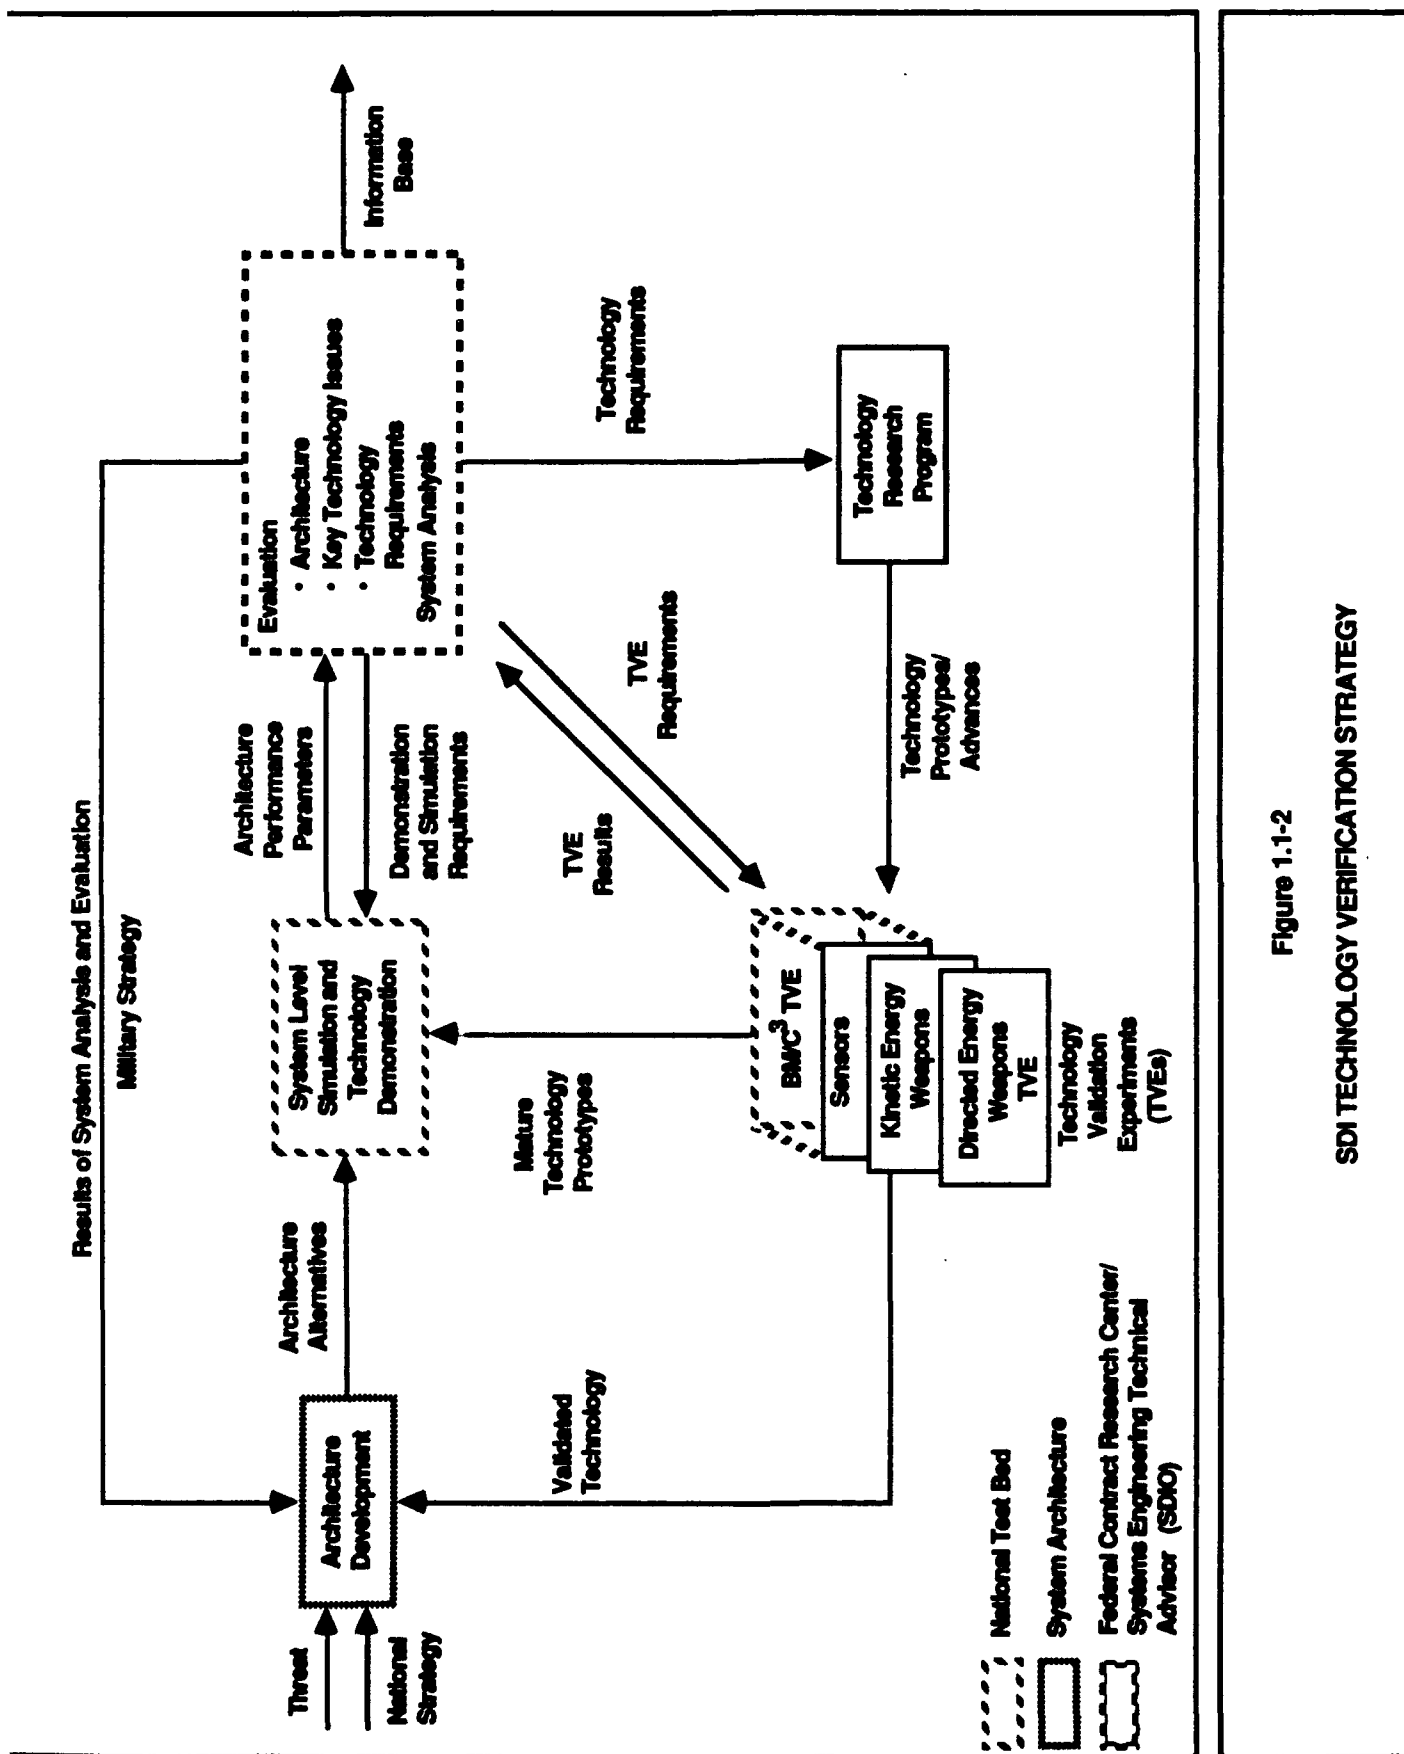 Results of System Analysis and Evaluation
Military Strategy
Threat
National
Strategy
Architecture
Development
Architecture
Alternatives
System Level
Simulation and
Technology
Demonstration
Architecture
Performance
Parameters
Demonstration
and Simulation
Requirements
Evaluation
• Architecture
• Key Technology Issues
• Technology
Requirements
System Analysis
Information
Base
Validated
Technology
Mature
Technology
Prototypes
TVE
Results
TVE
Requirements
Technology
Requirements
BM/C³ TVE
Sensors
Kinetic Energy
Weapons
Directed Energy
Weapons
TVE
Technology
Validation
Experiments
(TVEs)
Technology
Prototypes/
Advances
Technology
Research
Program
National Test Bed
System Architecture
Federal Contract Research Center/
Systems Engineering Technical
Advisor (SDIO)
Figure 1.1-2
SDI TECHNOLOGY VERIFICATION STRATEGY